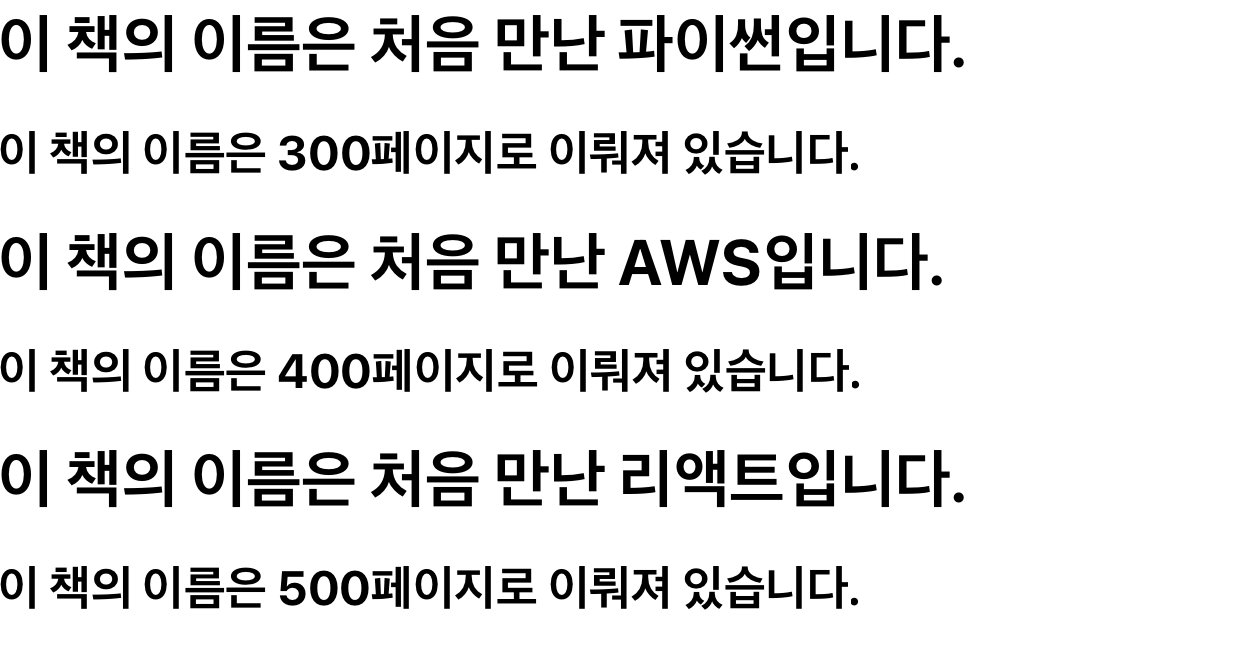 이 책의 이름은 처음 만난 파이썬입니다.
이 책의 이름은 300페이지로 이뤄져 있습니다.
이 책의 이름은 처음 만난 AWS입니다.
이 책의 이름은 400페이지로 이뤄져 있습니다.
이 책의 이름은 처음 만난 리액트입니다.
이 책의 이름은 500페이지로 이뤄져 있습니다.